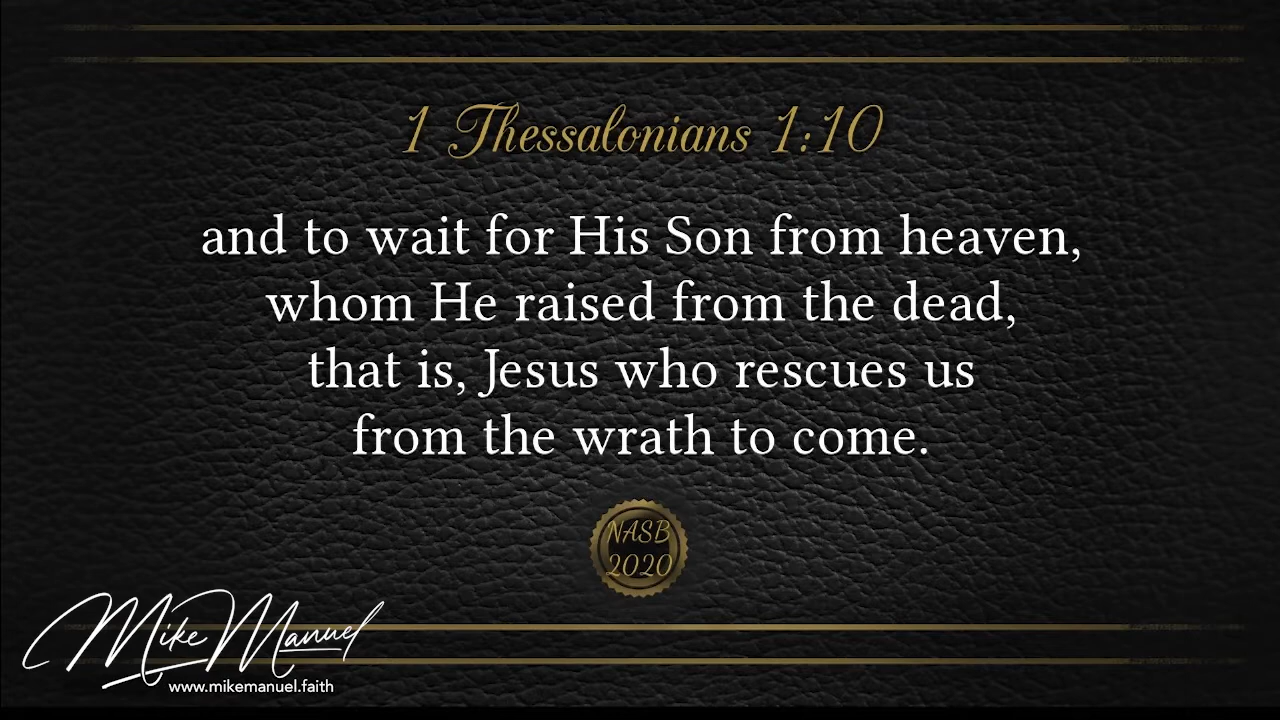 1 Thessalonians 1:10
and to wait for His Son from heaven,
whom He raised from the dead,
that is, Jesus who rescues us
from the wrath to come.
NASB
2020
Mike Manuel
www.mikemanuel.faith